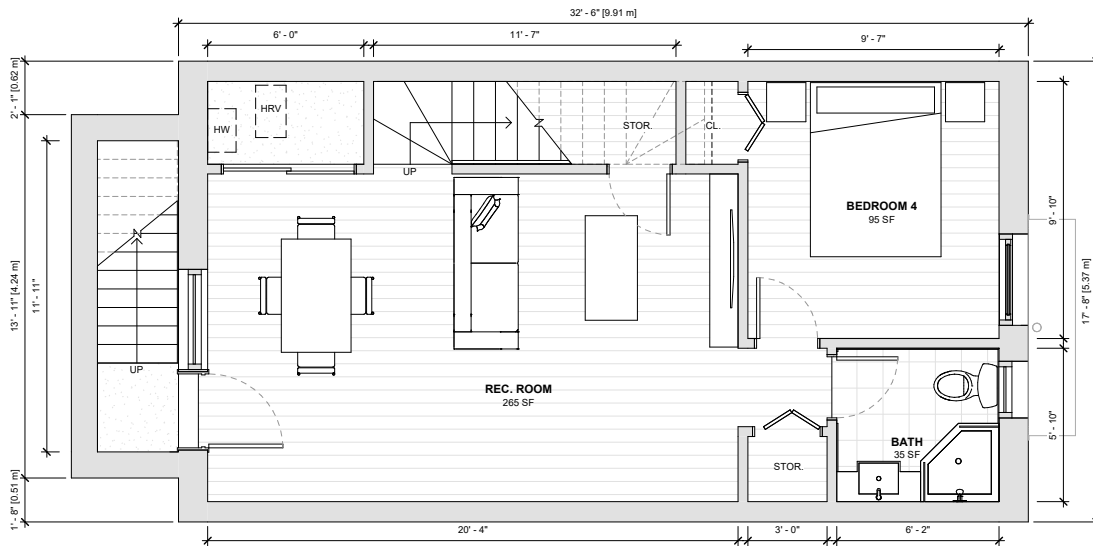 32' - 6" [9.91 m]
6' - 0"
11' - 7"
9' - 7"
2' - 1" [0.62 m]
13' - 11" [4.24 m]
11' - 11"
1' - 8" [0.51 m]
HW
HRV
STOR.
CL.
UP
BEDROOM 4
95 SF
9' - 10"
17' - 8" [5.37 m]
UP
REC. ROOM
265 SF
BATH
35 SF
5' - 10"
STOR.
20' - 4"
3' - 0"
6' - 2"
N
N